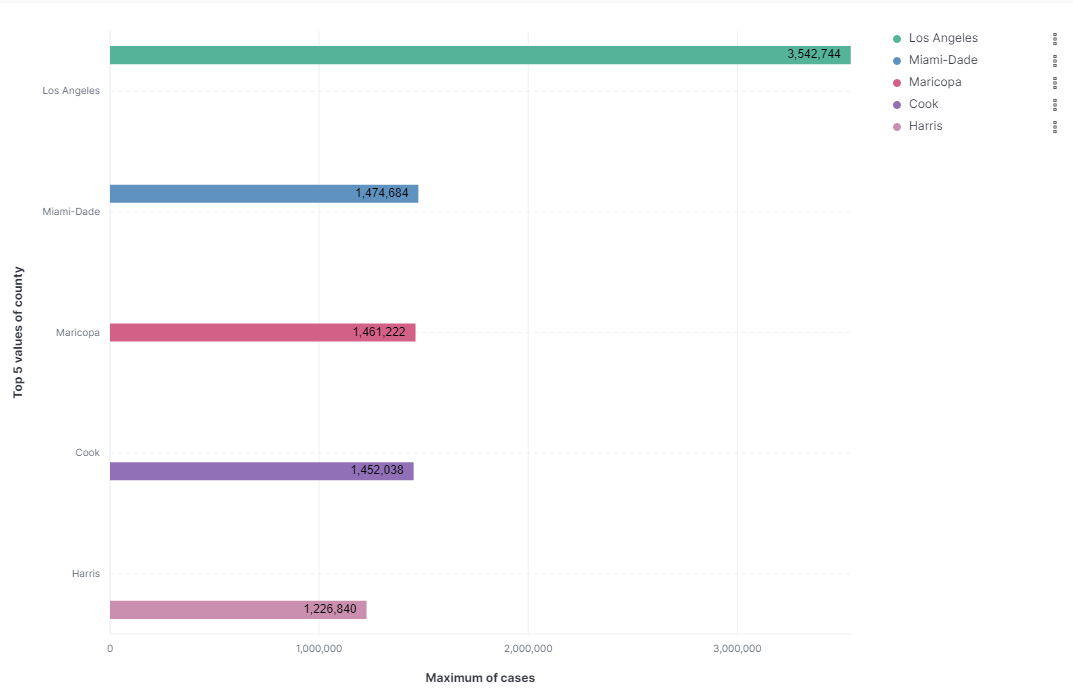 3,542,744
Los Angeles
1,474,684
Miami-Dade
Maricopa
1,461,222
Cook
1,452,038
Harris
1,226,840
0
1,000,000
2,000,000
3,000,000
Maximum of cases
Top 5 values of county
Los Angeles
Miami-Dade
Maricopa
Cook
Harris